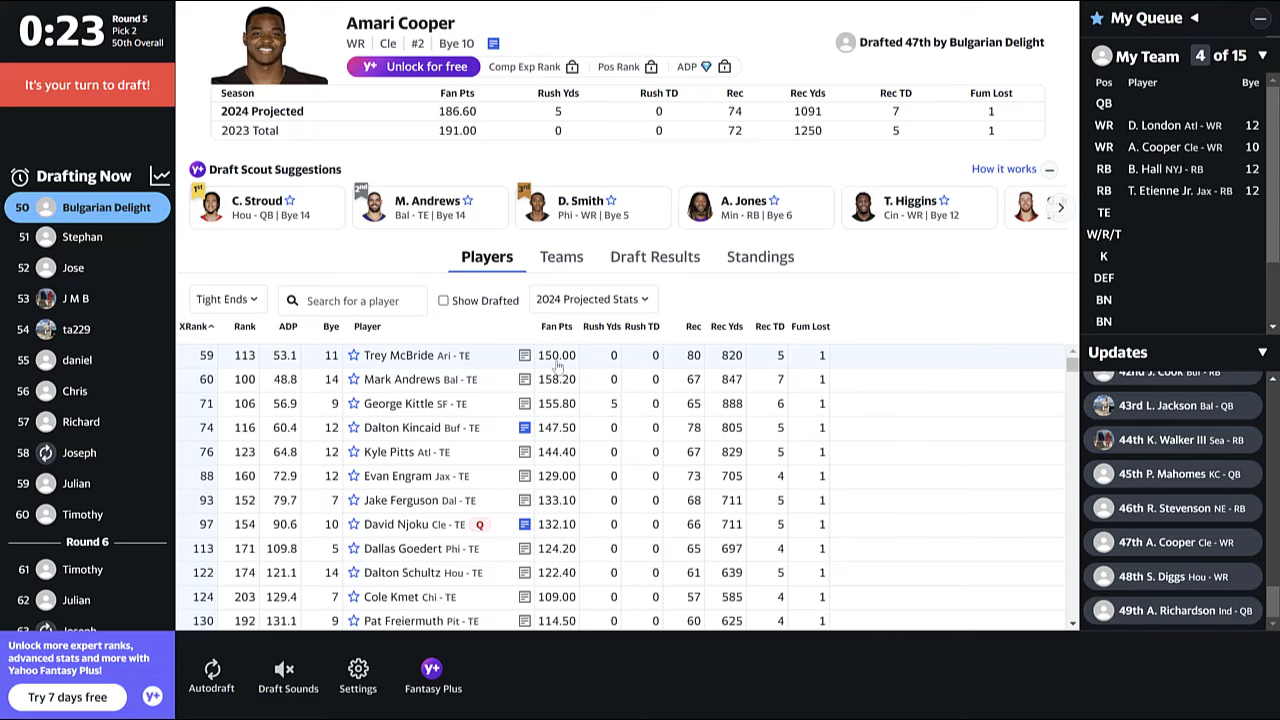 0:23
Round 5
Pick 2
50th Overall
It's your turn to draft!
Drafting Now
50 Bulgarian Delight
51 Stephan
52 Jose
53 J M B
54 ta229
55 daniel
56 Chris
57 Richard
58 Joseph
59 Julian
60 Timothy
Round 6
61 Timothy
62 Julian
Unlock more expert ranks,
advanced stats and more with
Yahoo Fantasy Plus!
Try 7 days free
y+
Amari Cooper
WR Cle #2 Bye 10
y+ Unlock for free
Comp Exp Rank
Pos Rank
ADP
Drafted 47th by Bulgarian Delight
Season Fan Pts Rush Yds Rush TD Rec Rec Yds Rec TD Fum Lost
2024 Projected 186.60 5 0 74 1091 7 1
2023 Total 191.00 0 0 72 1250 5 1
y+ Draft Scout Suggestions
How it works
1st C. Stroud
Hou - QB | Bye 14
2nd M. Andrews
Bal - TE | Bye 14
3rd D. Smith
Phi - WR | Bye 5
A. Jones
Min - RB | Bye 6
T. Higgins
Cin - WR | Bye 12
Players Teams Draft Results Standings
Tight Ends Search for a player Show Drafted 2024 Projected Stats
XRank Rank ADP Bye Player Fan Pts Rush Yds Rush TD Rec Rec Yds Rec TD Fum Lost
59 113 53.1 11 Trey McBride Ari - TE 150.00 0 0 80 820 5 1
60 100 48.8 14 Mark Andrews Bal - TE 158.20 0 0 67 847 7 1
71 106 56.9 9 George Kittle SF - TE 155.80 5 0 65 888 6 1
74 116 60.4 12 Dalton Kincaid Buf - TE 147.50 0 0 78 805 5 1
76 123 64.8 12 Kyle Pitts Atl - TE 144.40 0 0 67 829 5 1
88 160 72.9 12 Evan Engram Jax - TE 129.00 0 0 73 705 4 1
93 152 79.7 7 Jake Ferguson Dal - TE 133.10 0 0 68 711 5 1
97 154 90.6 10 David Njoku Cle - TE Q 132.10 0 0 66 711 5 1
113 171 109.8 5 Dallas Goedert Phi - TE 124.20 0 0 65 697 4 1
122 174 121.1 14 Dalton Schultz Hou - TE 122.40 0 0 61 639 5 1
124 203 129.4 7 Cole Kmet Chi - TE 109.00 0 0 57 585 4 1
130 192 131.1 9 Pat Freiermuth Pit - TE 114.50 0 0 60 625 4 1
Autodraft
Draft Sounds
Settings
y+
Fantasy Plus
My Queue
My Team 4 of 15
Pos Player Bye
QB
WR D. London Atl - WR 12
WR A. Cooper Cle - WR 10
RB B. Hall NYJ - RB 12
RB T. Etienne Jr. Jax - RB 12
TE
W/R/T
K
DEF
BN
BN
Updates
42nd J. Cook Buf - RB
43rd L. Jackson Bal - QB
44th K. Walker III Sea - RB
45th P. Mahomes KC - QB
46th R. Stevenson NE - RB
47th A. Cooper Cle - WR
48th S. Diggs Hou - WR
49th A. Richardson Ind - QB